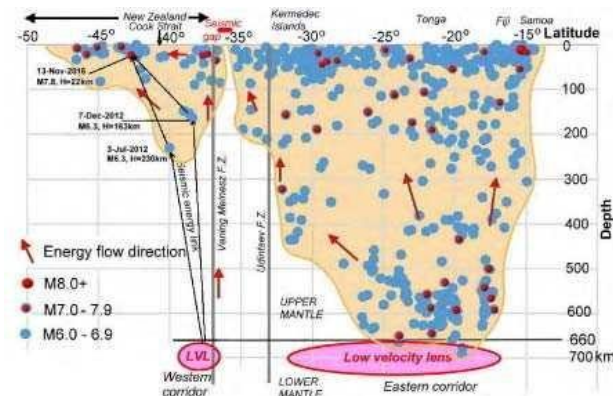 New Zealand
Cook Strait
Seismic
gap
Kermedec
Islands
Tonga
Fiji
Samoa
Latitude
-50
-45
-40
-35
-30
-25
-20
-15
0
13-Nov-2016
M7.8, H=22km
100
7-Dec-2012
M6.3, H=163km
200
3-Jul-2012
M6.3, H=230km
Seismic energy link
Vening Meinesz F.Z.
Udintsev F.Z.
300
Depth
Energy flow direction
400
M8.0+
500
M7.0 - 7.9
UPPER
MANTLE
600
M6.0 - 6.9
660
LVL
Low velocity lens
700 km
Western
corridor
LOWER
MANTLE
Eastern corridor